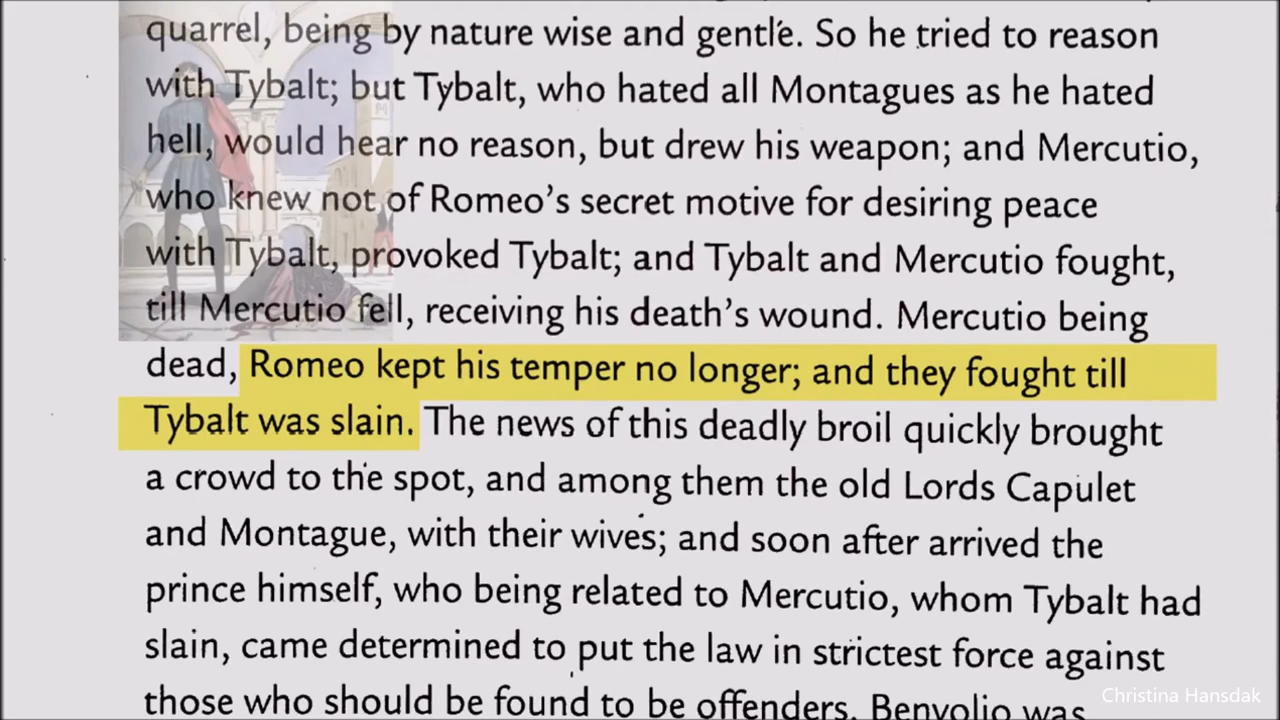 quarrel, being by nature wise and gentle. So he tried to reason
with Tybalt; but Tybalt, who hated all Montagues as he hated
hell, would hear no reason, but drew his weapon; and Mercutio,
who knew not of Romeo's secret motive for desiring peace
with Tybalt, provoked Tybalt; and Tybalt and Mercutio fought,
till Mercutio fell, receiving his death's wound. Mercutio being
dead, Romeo kept his temper no longer; and they fought till
Tybalt was slain. The news of this deadly broil quickly brought
a crowd to the spot, and among them the old Lords Capulet
and Montague, with their wives; and soon after arrived the
prince himself, who being related to Mercutio, whom Tybalt had
slain, came determined to put the law in strictest force against
those who should be found to be offenders. Benvolio was
Christina Hansdak